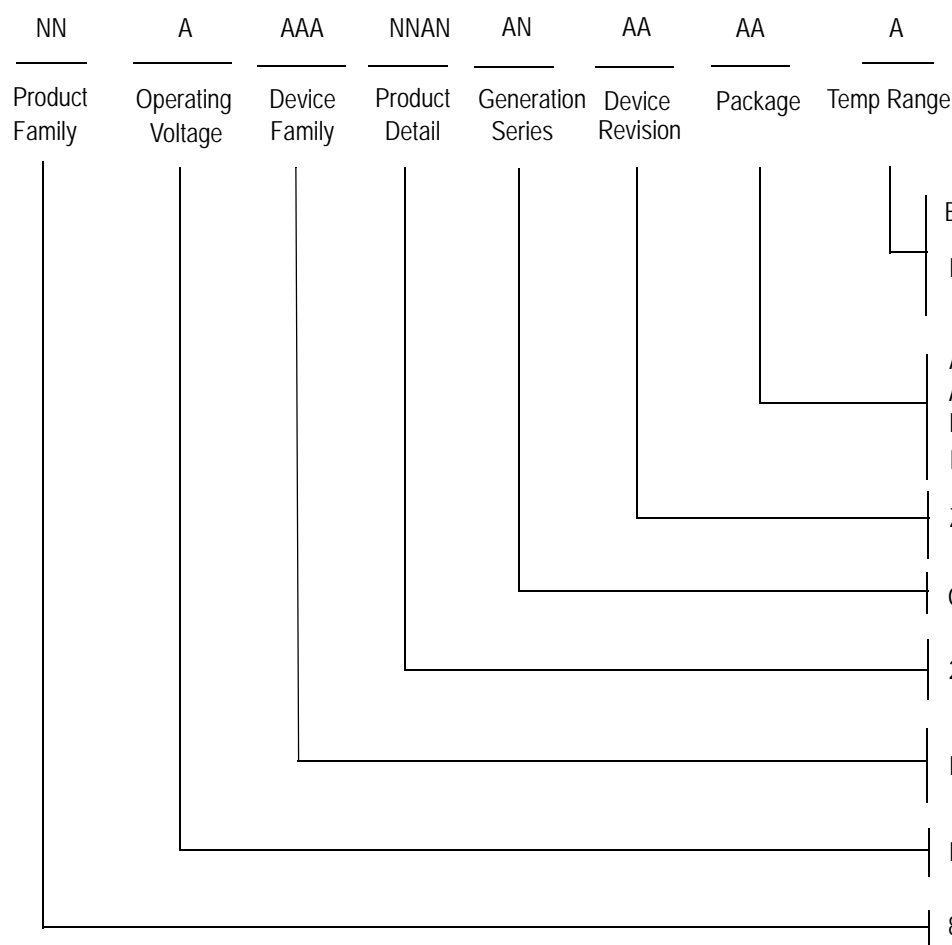 NN A AAA NNAN AN AA AA A
Product Operating Device Product Generation Device Package Temp Range
Family Voltage Family Detail Series Revision